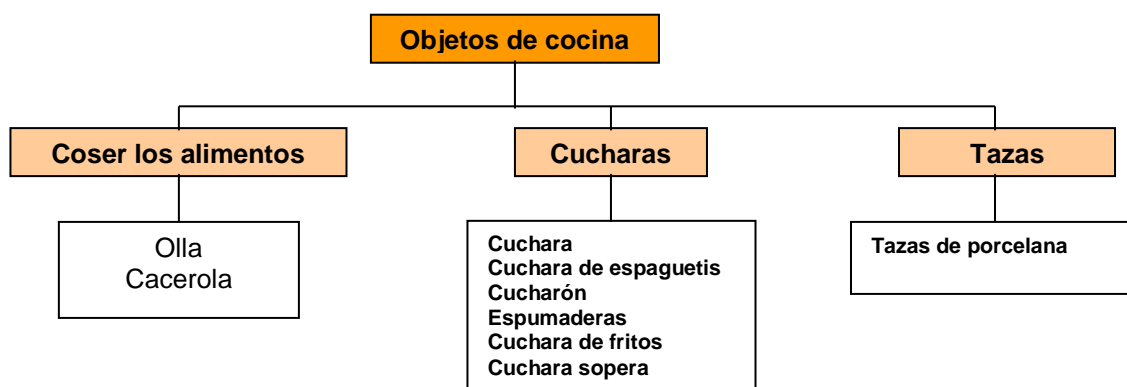 Objetos de cocina
Coser los alimentos
Cucharas
Tazas
Olla
Cacerola
Cuchara
Cuchara de espaguetis
Cucharón
Espumaderas
Cuchara de fritos
Cuchara sopera
Tazas de porcelana